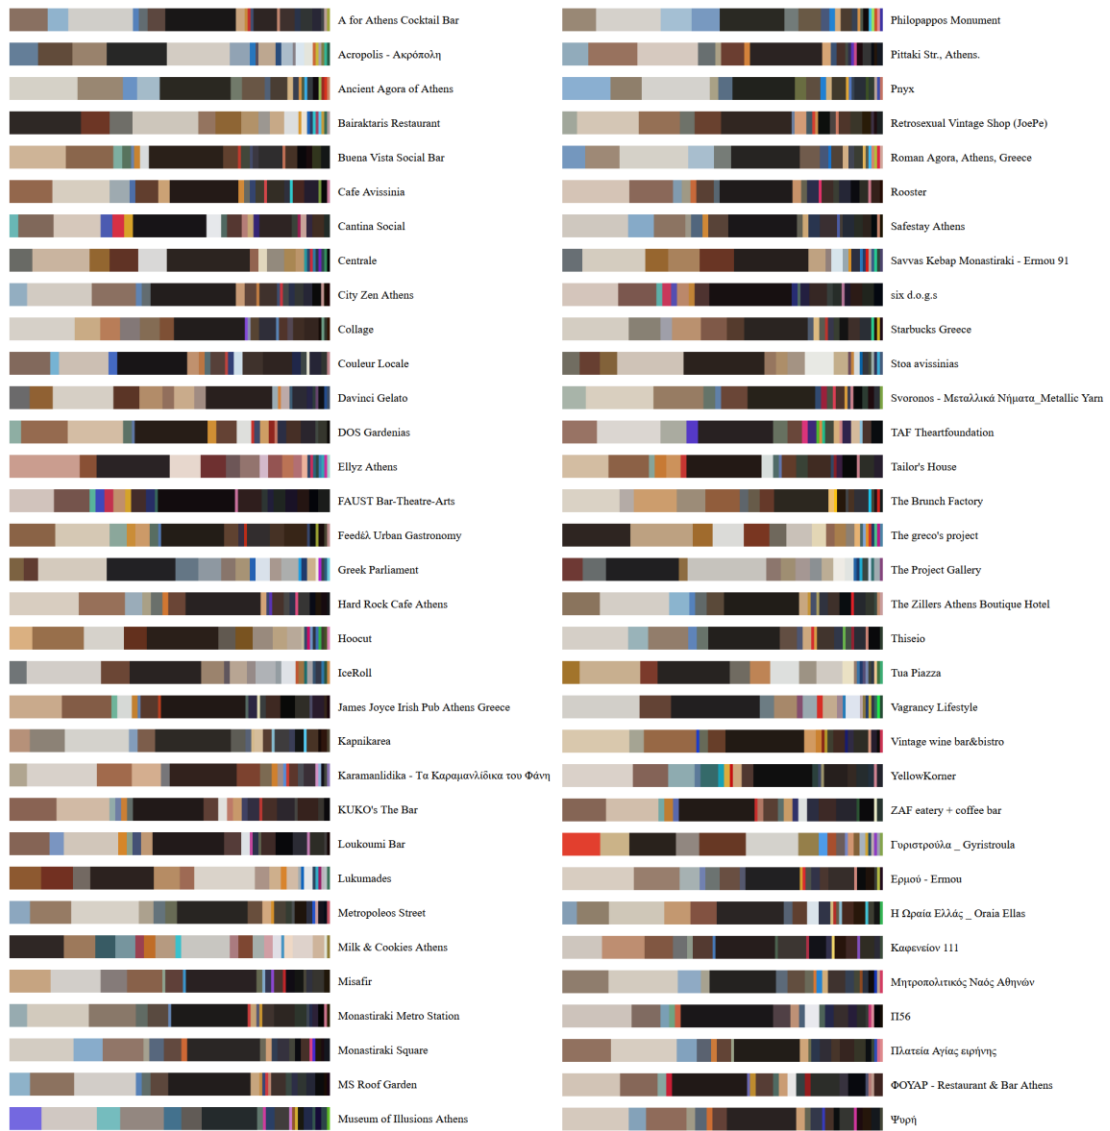 A for Athens Cocktail Bar
Acropolis - Ακρόπολη
Ancient Agora of Athens
Bairaktaris Restaurant
Buena Vista Social Bar
Cafe Avissinia
Cantina Social
Centrale
City Zen Athens
Collage
Couleur Locale
Davinci Gelato
DOS Gardenias
Ellyz Athens
FAUST Bar-Theatre-Arts
Feedέλ Urban Gastronomy
Greek Parliament
Hard Rock Cafe Athens
Hoocut
IceRoll
James Joyce Irish Pub Athens Greece
Kapnikarea
Karamanlidika - Τα Καραμανλίδικα του Φάνη
KUKO's The Bar
Loukoumi Bar
Lukumades
Metropoleos Street
Milk & Cookies Athens
Misafir
Monastiraki Metro Station
Monastiraki Square
MS Roof Garden
Museum of Illusions Athens
Philopappos Monument
Pittaki Str., Athens.
Pnyx
Retrosexual Vintage Shop (JoePe)
Roman Agora, Athens, Greece
Rooster
Safestay Athens
Savvas Kebap Monastiraki - Ermou 91
six d.o.g.s
Starbucks Greece
Stoa avissinias
Svoronos - Μεταλλικά Νήματα_Metallic Yarn
TAF Theartfoundation
Tailor's House
The Brunch Factory
The greco's project
The Project Gallery
The Zillers Athens Boutique Hotel
Thiseio
Tua Piazza
Vagrancy Lifestyle
Vintage wine bar&bistro
YellowKorner
ZAF eatery + coffee bar
Γυριστρούλα _ Gyristroula
Ερμού - Ermou
Η Ωραία Ελλάς _ Oraia Ellas
Καφενείον 111
Μητροπολιτικός Ναός Αθηνών
Π56
Πλατεία Αγίας ειρήνης
ΦΟΥΑΡ - Restaurant & Bar Athens
Ψυρή